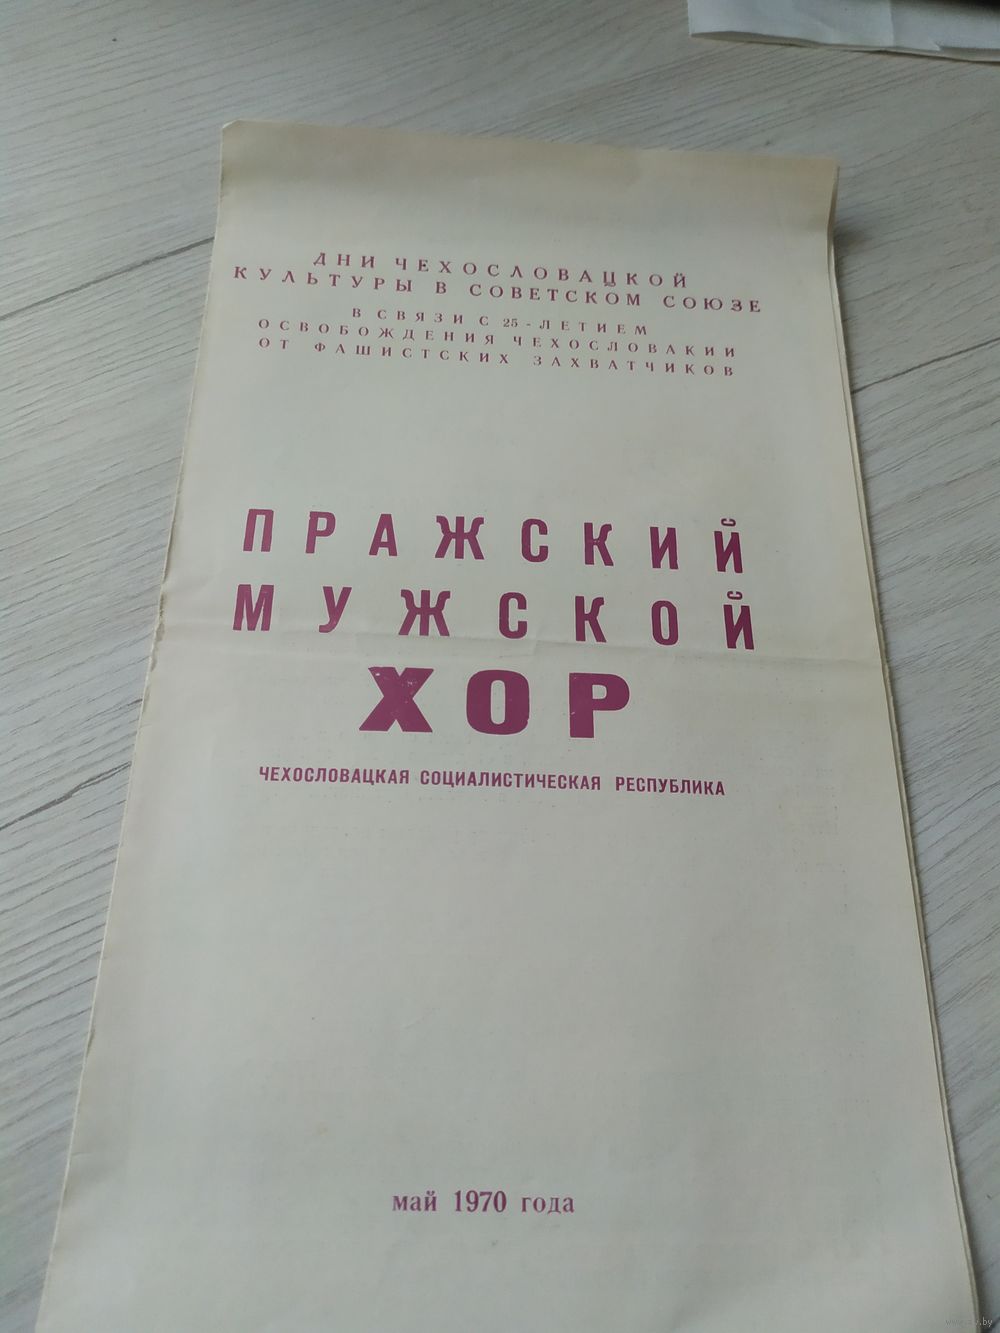 ДНИ ЧЕХОСЛОВАЦКОЙ
КУЛЬТУРЫ В СОВЕТСКОМ СОЮЗЕ
В СВЯЗИ С 25-ЛЕТИЕМ
ОСВОБОЖДЕНИЯ ЧЕХОСЛОВАКИИ
ОТ ФАШИСТСКИХ ЗАХВАТЧИКОВ
ПРАЖСКИЙ
МУЖСКОЙ
ХОР
ЧЕХОСЛОВАЦКАЯ СОЦИАЛИСТИЧЕСКАЯ РЕСПУБЛИКА
май 1970 года